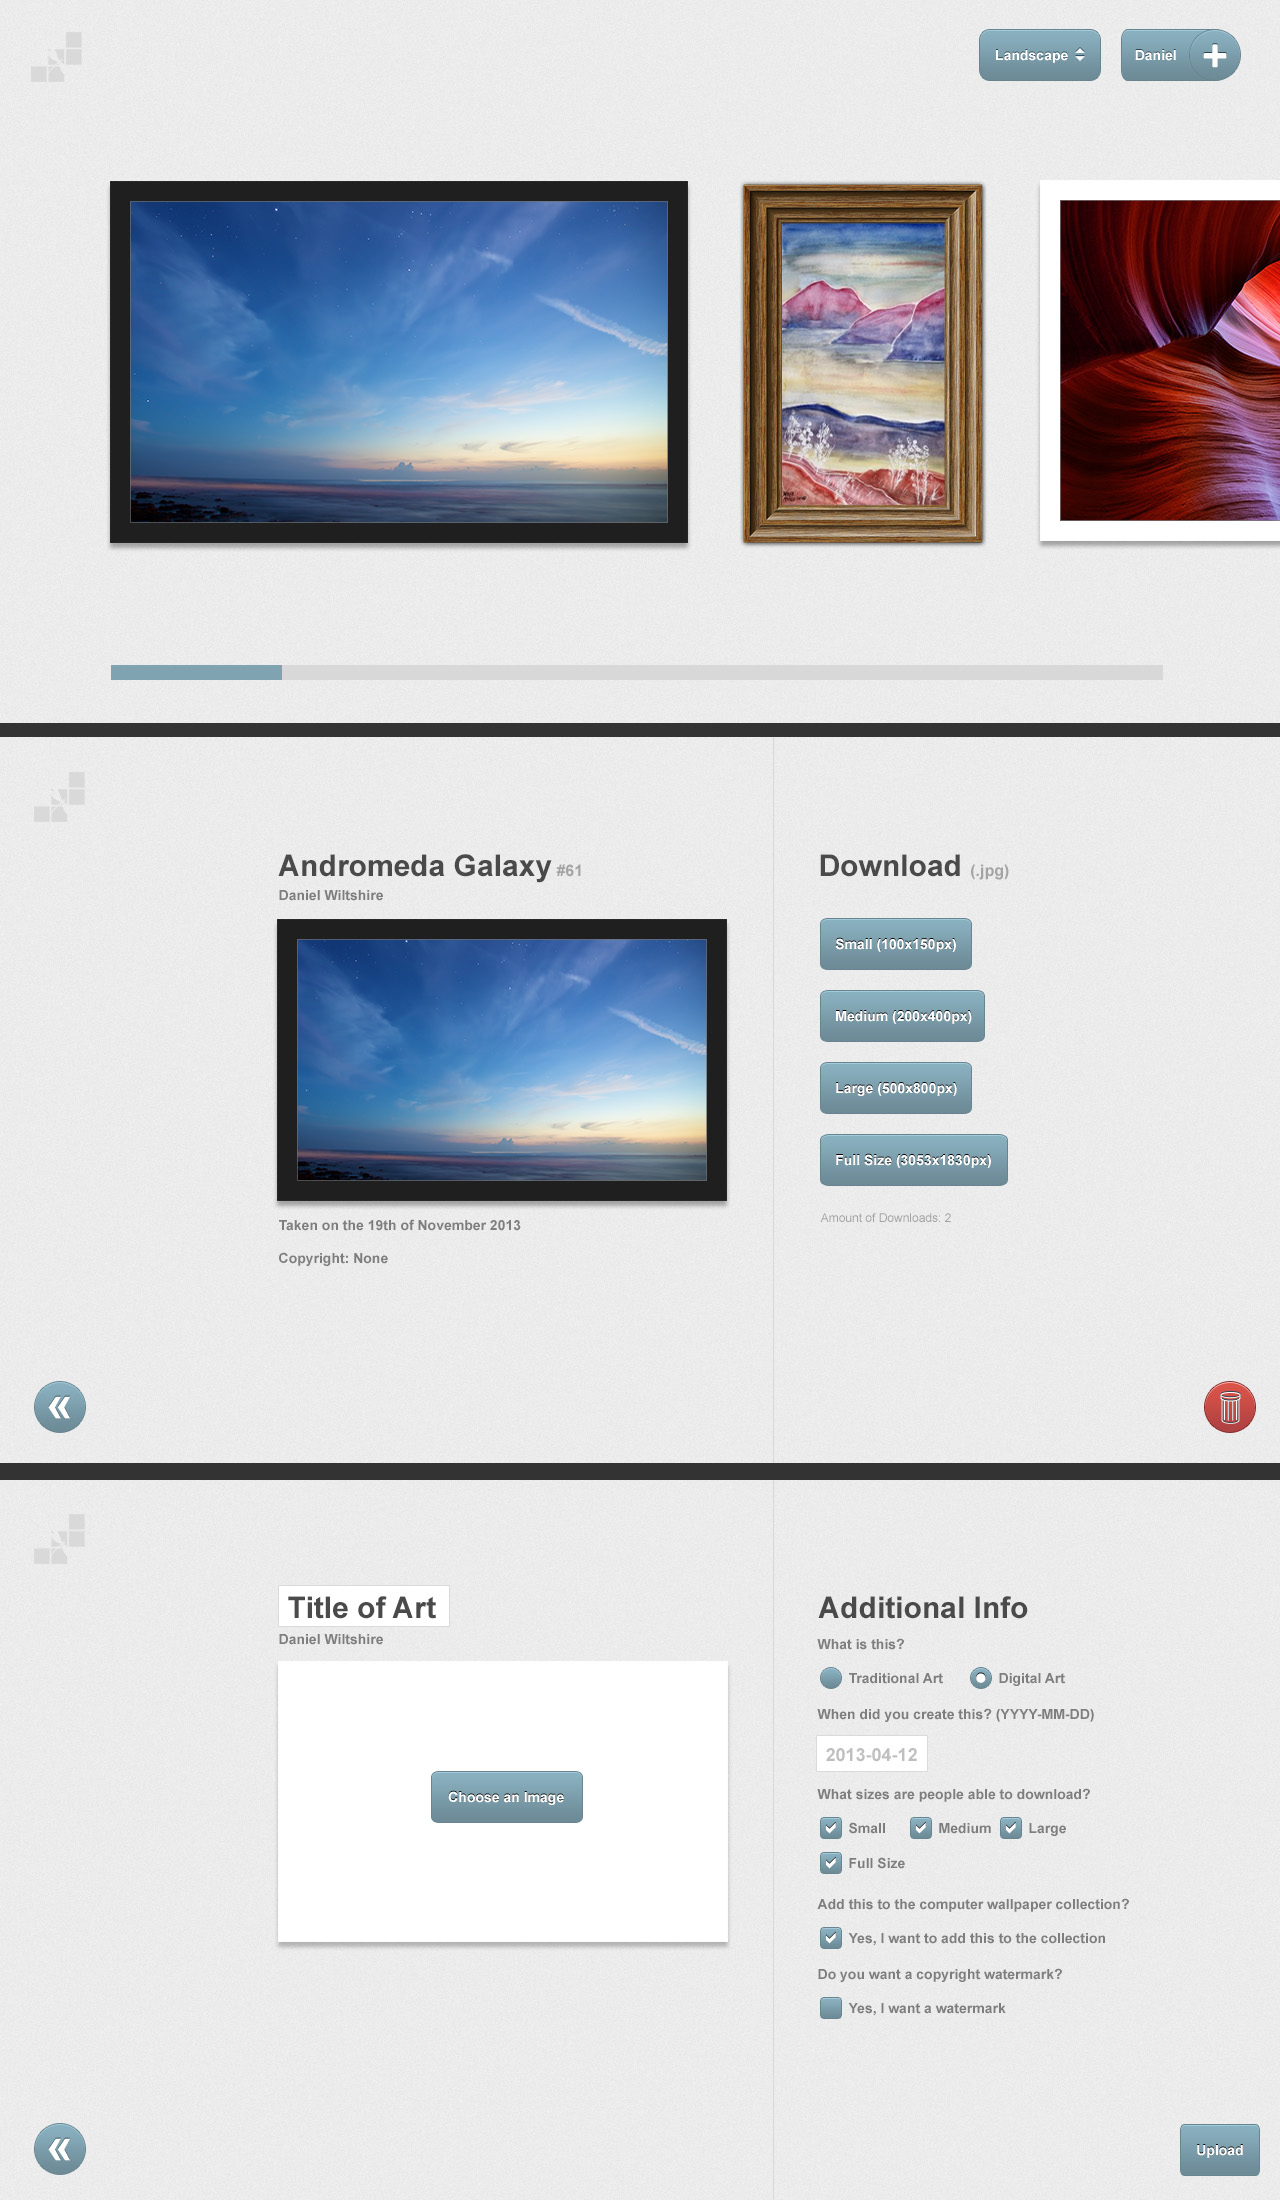 Landscape
Daniel
Andromeda Galaxy #61
Daniel Wiltshire
Taken on the 19th of November 2013
Copyright: None
Download (.jpg)
Small (100x150px)
Medium (200x400px)
Large (500x800px)
Full Size (3053x1830px)
Amount of Downloads: 2
Title of Art
Daniel Wiltshire
Choose an Image
Additional Info
What is this?
Traditional Art Digital Art
When did you create this? (YYYY-MM-DD)
2013-04-12
What sizes are people able to download?
Small Medium Large
Full Size
Add this to the computer wallpaper collection?
Yes, I want to add this to the collection
Do you want a copyright watermark?
Yes, I want a watermark
Upload